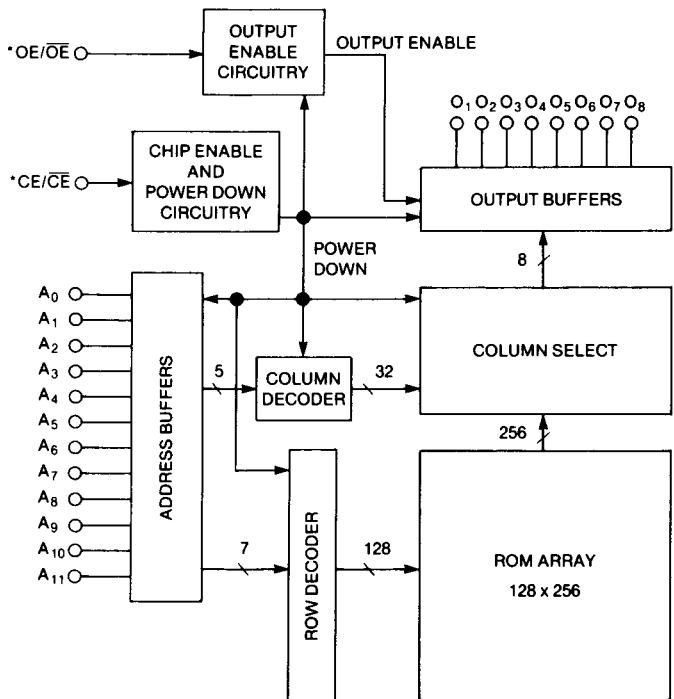 *OE/O̅E̅
OUTPUT
ENABLE
CIRCUITRY
OUTPUT ENABLE
O₁ O₂ O₃ O₄ O₅ O₆ O₇ O₈
*CE/C̅E̅
CHIP ENABLE
AND
POWER DOWN
CIRCUITRY
OUTPUT BUFFERS
POWER
DOWN
8
A₀
A₁
A₂
A₃
A₄
A₅
A₆
A₇
A₈
A₉
A₁₀
A₁₁
ADDRESS BUFFERS
5
COLUMN
DECODER
32
COLUMN SELECT
256
7
ROW DECODER
128
ROM ARRAY
128 x 256